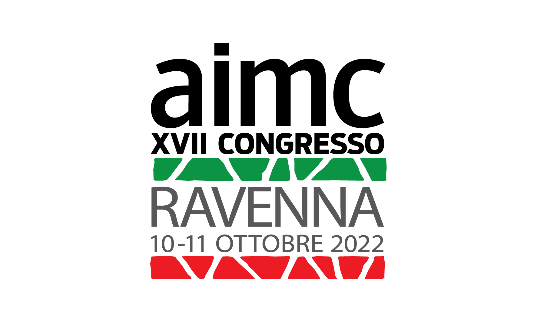 aimc
XVII CONGRESSO
RAVENNA
10-11 OTTOBRE 2022